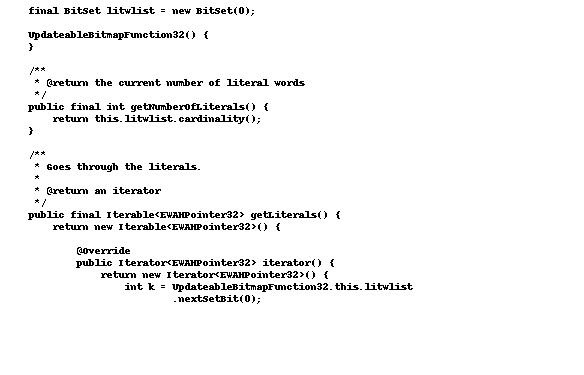 final BitSet litwlist = new BitSet(0);

UpdateableBitmapFunction32() {
}

/**
 * @return the current number of literal words
 */
public final int getNumberOfLiterals() {
    return this.litwlist.cardinality();
}

/**
 * Goes through the literals.
 *
 * @return an iterator
 */
public final Iterable<EWAHPointer32> getLiterals() {
    return new Iterable<EWAHPointer32>() {

        @Override
        public Iterator<EWAHPointer32> iterator() {
            return new Iterator<EWAHPointer32>() {
                int k = UpdateableBitmapFunction32.this.litwlist
                        .nextSetBit(0);